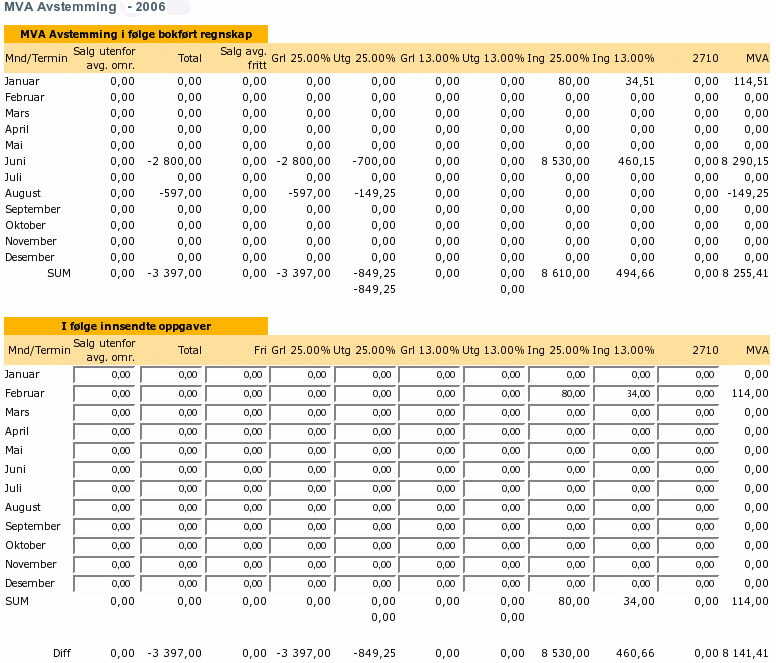 MVA Avstemming - 2006
MVA Avstemming i følge bokført regnskap
Mnd/Termin Salg utenfor avg. omr. Total Salg avg. fritt Grl 25.00% Utg 25.00% Grl 13.00% Utg 13.00% Ing 25.00% Ing 13.00% 2710 MVA
Januar 0,00 0,00 0,00 0,00 0,00 0,00 0,00 80,00 34,51 0,00 114,51
Februar 0,00 0,00 0,00 0,00 0,00 0,00 0,00 0,00 0,00 0,00 0,00
Mars 0,00 0,00 0,00 0,00 0,00 0,00 0,00 0,00 0,00 0,00 0,00
April 0,00 0,00 0,00 0,00 0,00 0,00 0,00 0,00 0,00 0,00 0,00
Mai 0,00 0,00 0,00 0,00 0,00 0,00 0,00 0,00 0,00 0,00 0,00
Juni 0,00 -2 800,00 0,00 -2 800,00 -700,00 0,00 0,00 8 530,00 460,15 0,00 8 290,15
Juli 0,00 0,00 0,00 0,00 0,00 0,00 0,00 0,00 0,00 0,00 0,00
August 0,00 -597,00 0,00 -597,00 -149,25 0,00 0,00 0,00 0,00 0,00 -149,25
September 0,00 0,00 0,00 0,00 0,00 0,00 0,00 0,00 0,00 0,00 0,00
Oktober 0,00 0,00 0,00 0,00 0,00 0,00 0,00 0,00 0,00 0,00 0,00
November 0,00 0,00 0,00 0,00 0,00 0,00 0,00 0,00 0,00 0,00 0,00
Desember 0,00 0,00 0,00 0,00 0,00 0,00 0,00 0,00 0,00 0,00 0,00
SUM 0,00 -3 397,00 0,00 -3 397,00 -849,25 0,00 0,00 8 610,00 494,66 0,00 8 255,41
-849,25 0,00
I følge innsendte oppgaver
Mnd/Termin Salg utenfor avg. omr. Total Fri Grl 25.00% Utg 25.00% Grl 13.00% Utg 13.00% Ing 25.00% Ing 13.00% 2710 MVA
Januar 0,00 0,00 0,00 0,00 0,00 0,00 0,00 0,00 0,00 0,00 0,00
Februar 0,00 0,00 0,00 0,00 0,00 0,00 0,00 80,00 34,00 0,00 114,00
Mars 0,00 0,00 0,00 0,00 0,00 0,00 0,00 0,00 0,00 0,00 0,00
April 0,00 0,00 0,00 0,00 0,00 0,00 0,00 0,00 0,00 0,00 0,00
Mai 0,00 0,00 0,00 0,00 0,00 0,00 0,00 0,00 0,00 0,00 0,00
Juni 0,00 0,00 0,00 0,00 0,00 0,00 0,00 0,00 0,00 0,00 0,00
Juli 0,00 0,00 0,00 0,00 0,00 0,00 0,00 0,00 0,00 0,00 0,00
August 0,00 0,00 0,00 0,00 0,00 0,00 0,00 0,00 0,00 0,00 0,00
September 0,00 0,00 0,00 0,00 0,00 0,00 0,00 0,00 0,00 0,00 0,00
Oktober 0,00 0,00 0,00 0,00 0,00 0,00 0,00 0,00 0,00 0,00 0,00
November 0,00 0,00 0,00 0,00 0,00 0,00 0,00 0,00 0,00 0,00 0,00
Desember 0,00 0,00 0,00 0,00 0,00 0,00 0,00 0,00 0,00 0,00 0,00
SUM 0,00 0,00 0,00 0,00 0,00 0,00 0,00 80,00 34,00 0,00 114,00
0,00 0,00
Diff 0,00 -3 397,00 0,00 -3 397,00 -849,25 0,00 0,00 8 530,00 460,66 0,00 8 141,41